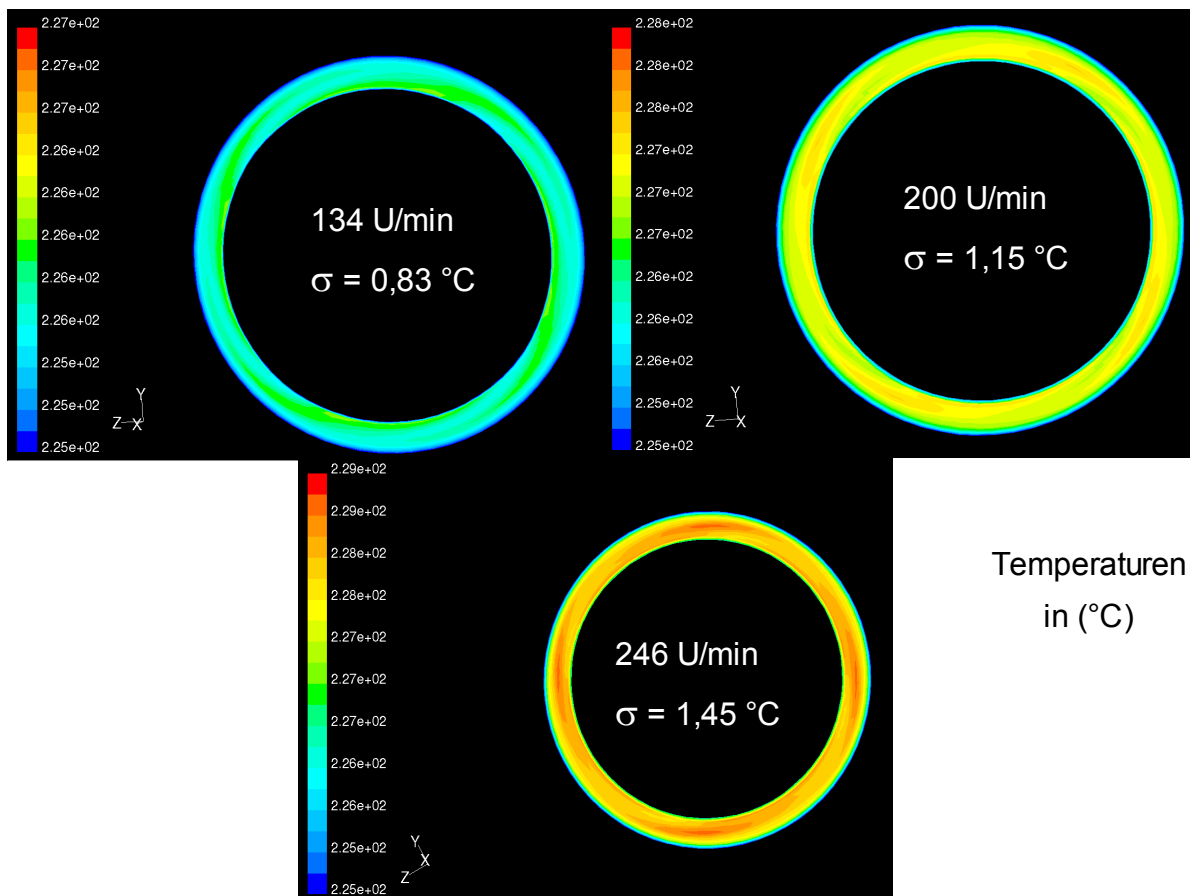 2.27e+02
2.27e+02
2.27e+02
2.26e+02
2.26e+02
2.26e+02
2.26e+02
2.26e+02
2.25e+02
2.25e+02
2.25e+02
134 U/min
σ = 0,83 °C
Y
Z X
2.28e+02
2.28e+02
2.27e+02
2.27e+02
2.27e+02
2.27e+02
2.26e+02
2.26e+02
2.26e+02
2.25e+02
2.25e+02
200 U/min
σ = 1,15 °C
Y
Z X
2.29e+02
2.29e+02
2.28e+02
2.28e+02
2.27e+02
2.27e+02
2.27e+02
2.26e+02
2.26e+02
2.25e+02
2.25e+02
246 U/min
σ = 1,45 °C
Y
X
Z
Temperaturen
in (°C)